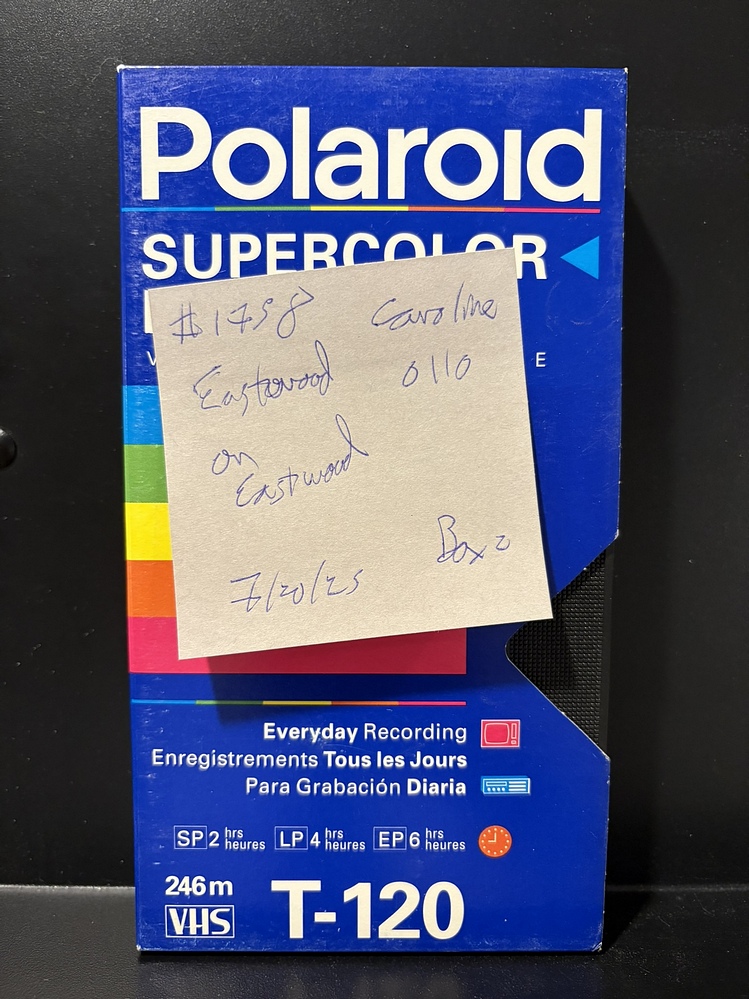 Polaroid
SUPERCOLOR
E
#1758 Caroline
Eastwood 0110
on
Eastwood
Box 2
7/20/25
Everyday Recording
Enregistrements Tous les Jours
Para Grabación Diaria
SP 2 hrs heures LP 4 hrs heures EP 6 hrs heures
246m
VHS T-120